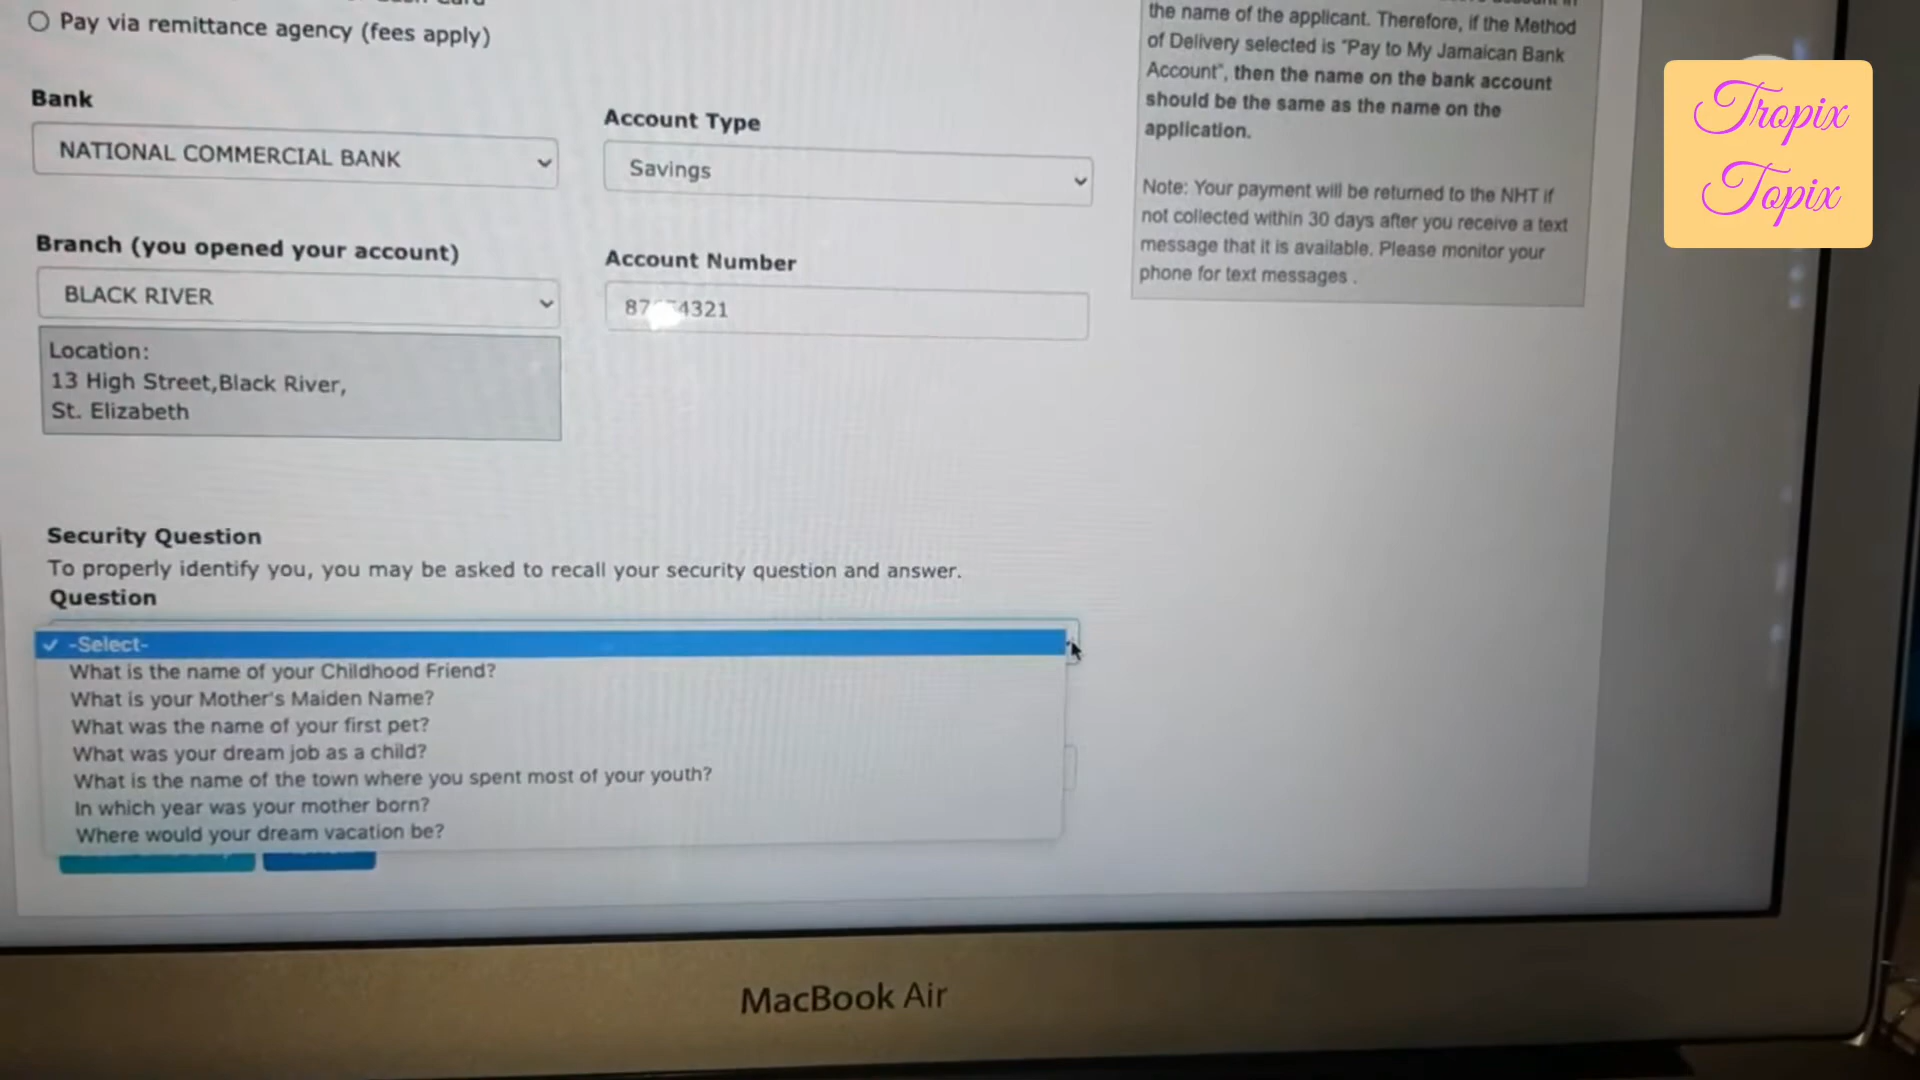 Pay via remittance agency (fees apply)
Bank
NATIONAL COMMERCIAL BANK
Account Type
Savings
Branch (you opened your account)
BLACK RIVER
Account Number
4321
Location:
13 High Street,Black River,
St. Elizabeth
the name of the applicant. Therefore, if the Method
of Delivery selected is "Pay to My Jamaican Bank
Account", then the name on the bank account
should be the same as the name on the
application.
Note: Your payment will be returned to the NHT if
not collected within 30 days after you receive a text
message that it is available. Please monitor your
phone for text messages .
Tropix
Topix
Security Question
To properly identify you, you may be asked to recall your security question and answer.
Question
✓ -Select-
What is the name of your Childhood Friend?
What is your Mother's Maiden Name?
What was the name of your first pet?
What was your dream job as a child?
What is the name of the town where you spent most of your youth?
In which year was your mother born?
Where would your dream vacation be?
MacBook Air